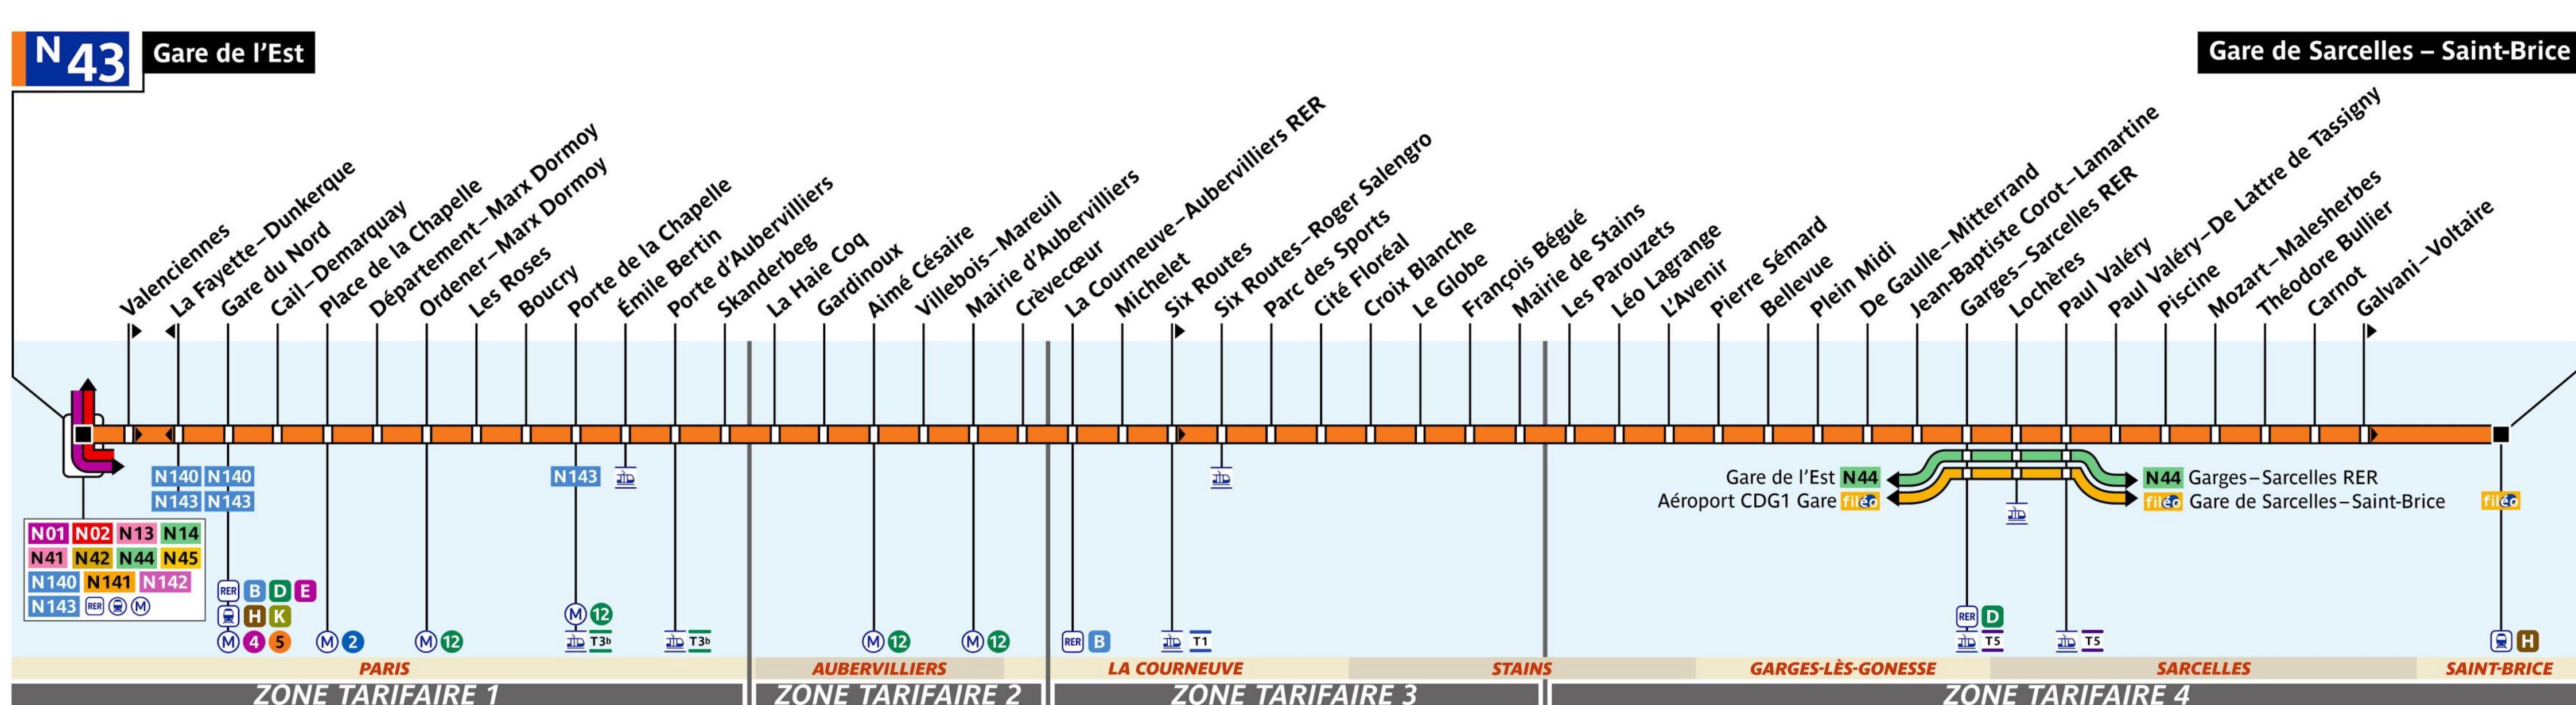 N43
Gare de l'Est
Gare de Sarcelles – Saint-Brice
Valenciennes
La Fayette–Dunkerque
Gare du Nord
Cail–Demarquay
Place de la Chapelle
Département–Marx Dormoy
Ordener–Marx Dormoy
Les Roses
Boucry
Porte de la Chapelle
Émile Bertin
Porte d'Aubervilliers
Skanderbeg
La Haie Coq
Gardinoux
Aimé Césaire
Villebois–Mareuil
Mairie d'Aubervilliers
Crèvecœur
La Courneuve–Aubervilliers RER
Michelet
Six Routes
Six Routes–Roger Salengro
Parc des Sports
Cité Floréal
Croix Blanche
Le Globe
François Bégué
Mairie de Stains
Les Parouzets
Léo Lagrange
L'Avenir
Pierre Sémard
Bellevue
Plein Midi
De Gaulle–Mitterrand
Jean-Baptiste Corot–Lamartine
Garges–Sarcelles RER
Lochères
Paul Valéry
Paul Valéry–De Lattre de Tassigny
Piscine
Mozart–Malesherbes
Théodore Bullier
Carnot
Galvani–Voltaire
N140 N140
N143 N143
N143
Gare de l'Est N44
Aéroport CDG1 Gare filéo
N44 Garges–Sarcelles RER
filéo Gare de Sarcelles–Saint-Brice
filéo
N01 N02 N13 N14
N41 N42 N44 N45
N140 N141 N142
N143 RER M
RER B D E
H K
M 4 5
M 2
M 12
M 12
T3b
T3b
M 12
M 12
RER B
T1
RER D
T5
T5
H
PARIS
AUBERVILLIERS
LA COURNEUVE
STAINS
GARGES-LÈS-GONESSE
SARCELLES
SAINT-BRICE
ZONE TARIFAIRE 1
ZONE TARIFAIRE 2
ZONE TARIFAIRE 3
ZONE TARIFAIRE 4